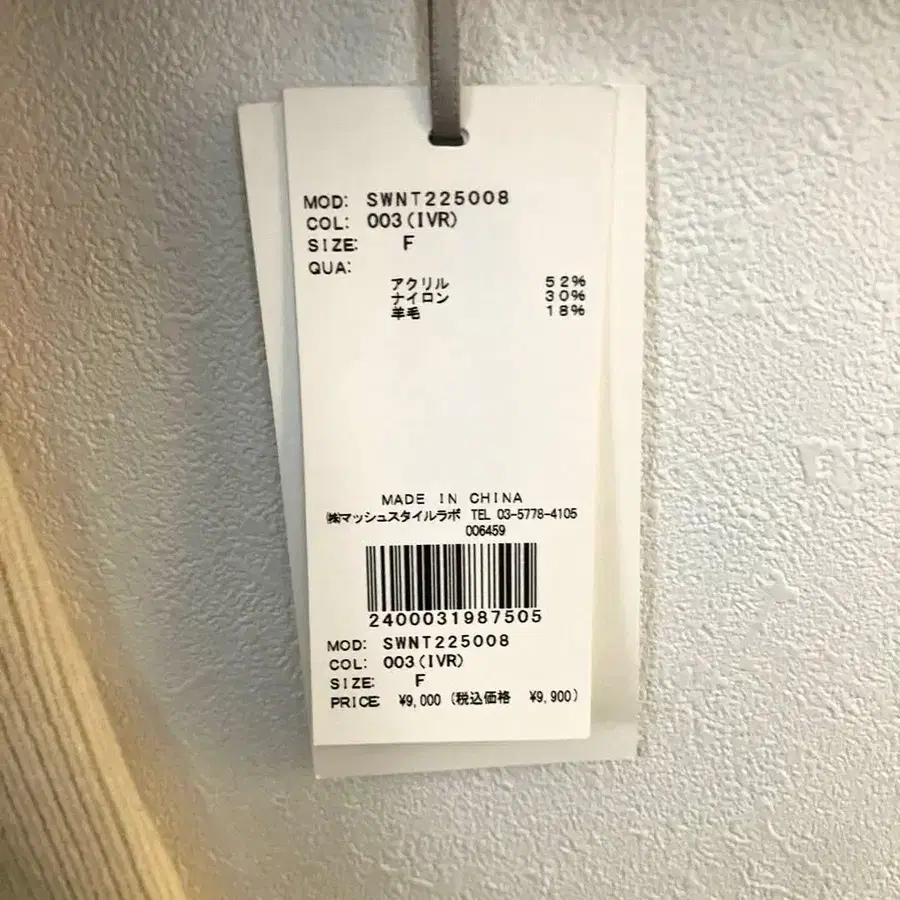 MOD: SWNT225008
COL: 003(IVR)
SIZE: F
QUA:
アクリル 52%
ナイロン 30%
羊毛 18%
MADE IN CHINA
㈱マッシュスタイルラボ TEL 03-5778-4105
006459
2400031987505
MOD: SWNT225008
COL: 003(IVR)
SIZE: F
PRICE ¥9,000 (税込価格 ¥9,900)